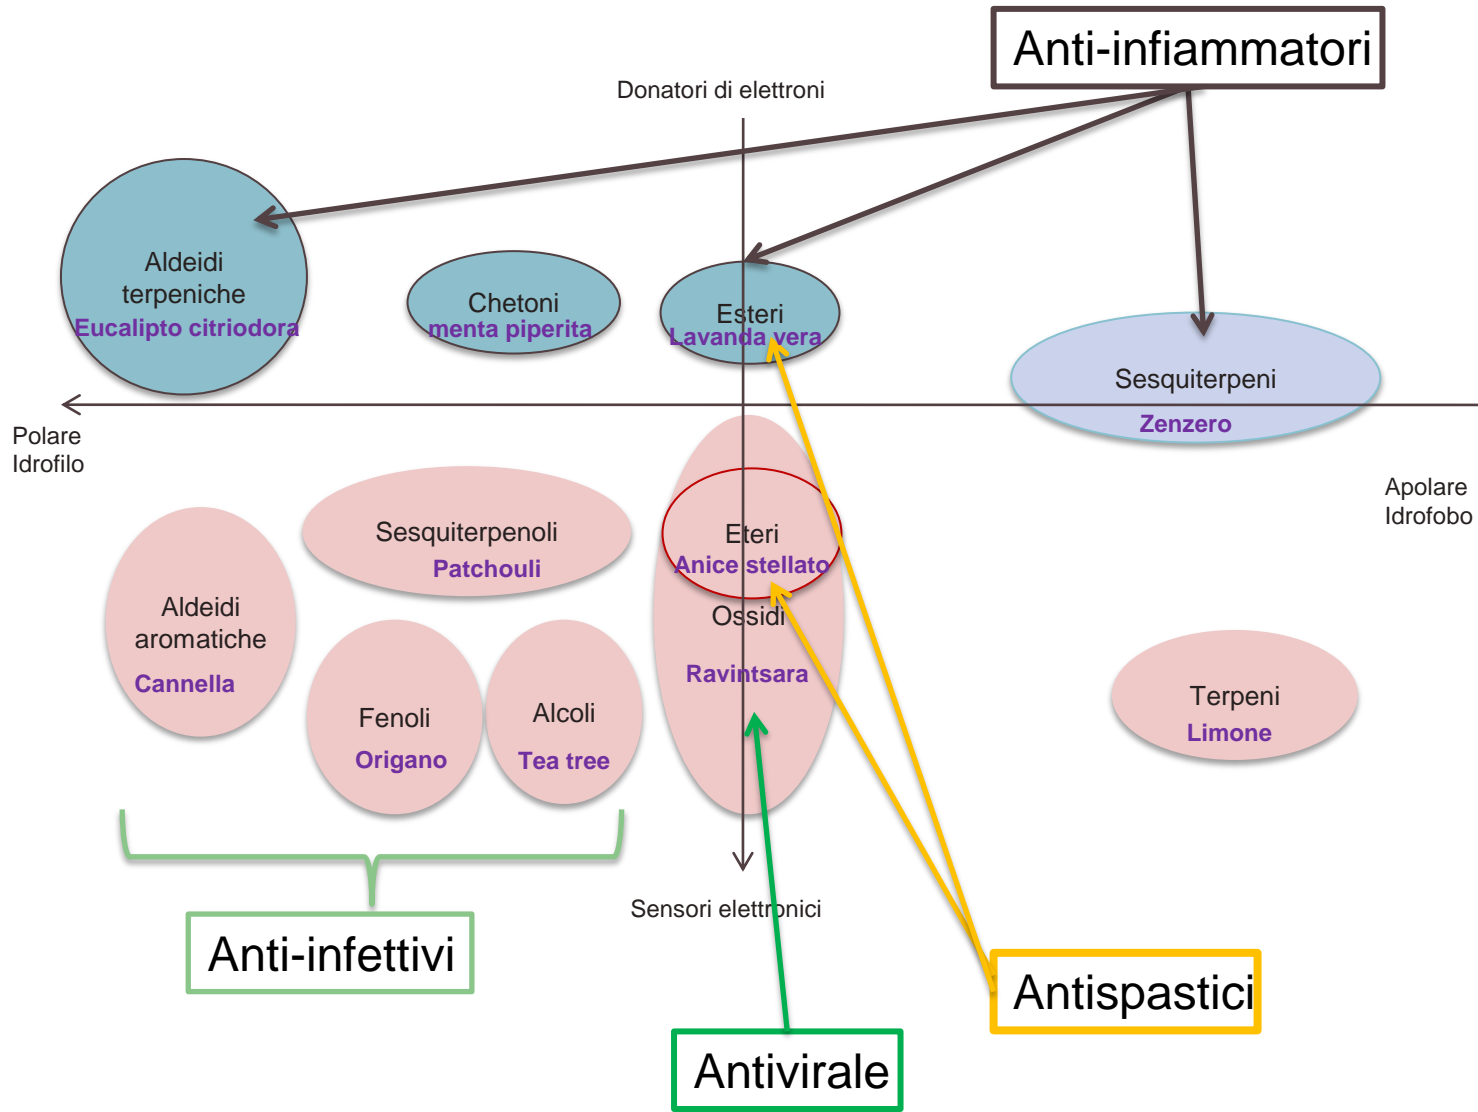 Anti-infiammatori
Donatori di elettroni
Aldeidi
terpeniche
Eucalipto citriodora
Chetoni
menta piperita
Esteri
Lavanda vera
Sesquiterpeni
Zenzero
Polare
Idrofilo
Apolare
Idrofobo
Sesquiterpenoli
Patchouli
Eteri
Anice stellato
Aldeidi
aromatiche
Cannella
Ossidi
Ravintsara
Fenoli
Origano
Alcoli
Tea tree
Terpeni
Limone
Sensori elettronici
Anti-infettivi
Antispastici
Antivirale